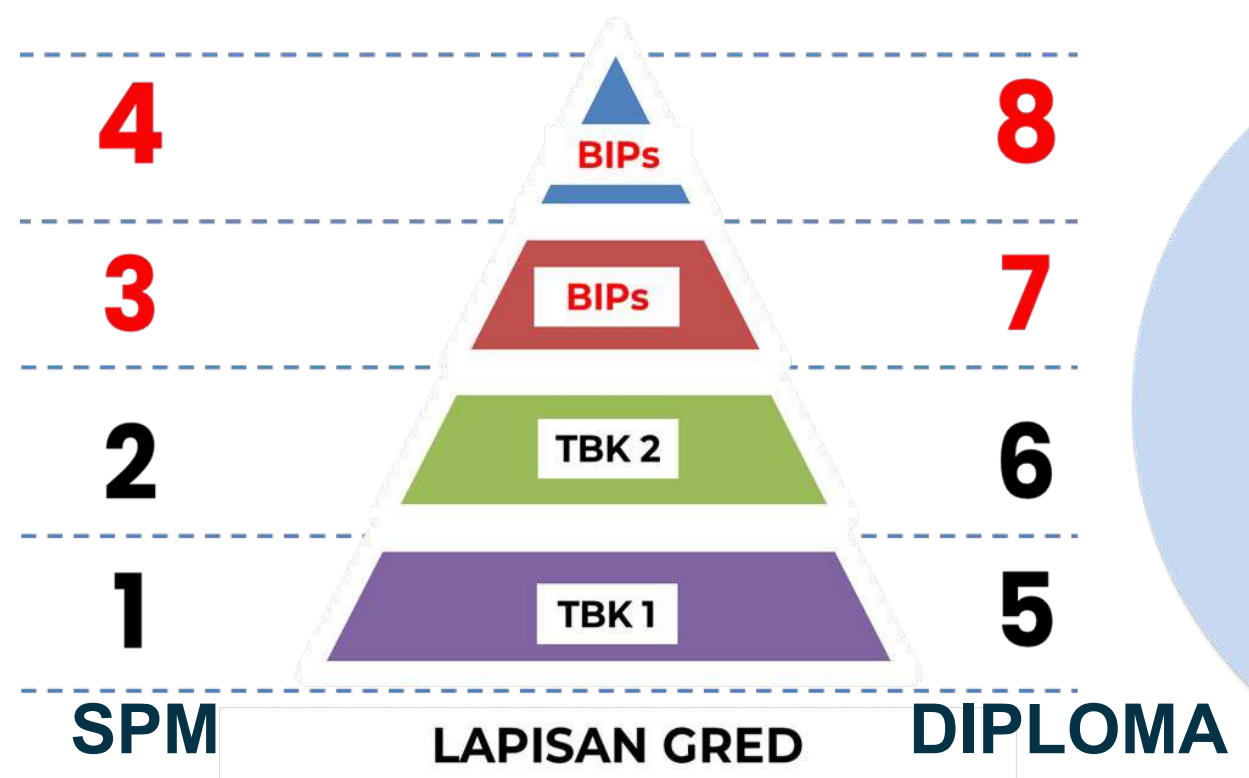 4 BIPs 8
3 BIPs 7
2 TBK 2 6
1 TBK 1 5
SPM LAPISAN GRED DIPLOMA